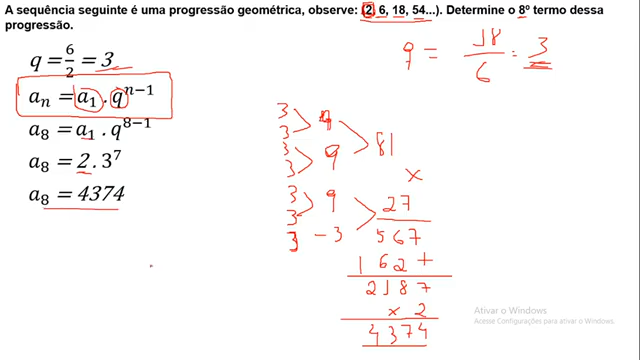 A sequência seguinte é uma progressão geométrica, observe: (2, 6, 18, 54...). Determine o 8º termo dessa
progressão.
q = 6/2 = 3
q = 18/6 = 3
aₙ = a₁ . qⁿ⁻¹
a₈ = a₁ . q⁸⁻¹
a₈ = 2 . 3⁷
a₈ = 4374
3
3 9
3
3 9 81
×
3
3 9 27
3 - 3 567
162 +
2187
× 2
4374
Ativar o Windows
Acesse Configurações para ativar o Windows.